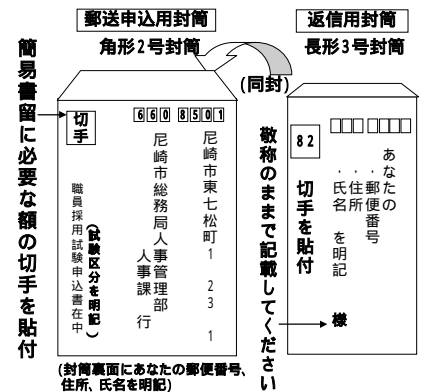 郵送申込用封筒
角形2号封筒
返信用封筒
長形3号封筒
(同封)
簡易書留に必要な額の切手を貼付
切手
660 8501
尼崎市東七松町1 23 1
尼崎市総務局人事管理部
人事課 行
(試験区分を明記)
職員採用試験申込書在中
(封筒裏面にあなたの郵便番号、
住所、氏名を明記)
敬称のままで記載してください
82
切手を貼付
あなたの
・郵便番号
・住所
・氏名 を明記
様